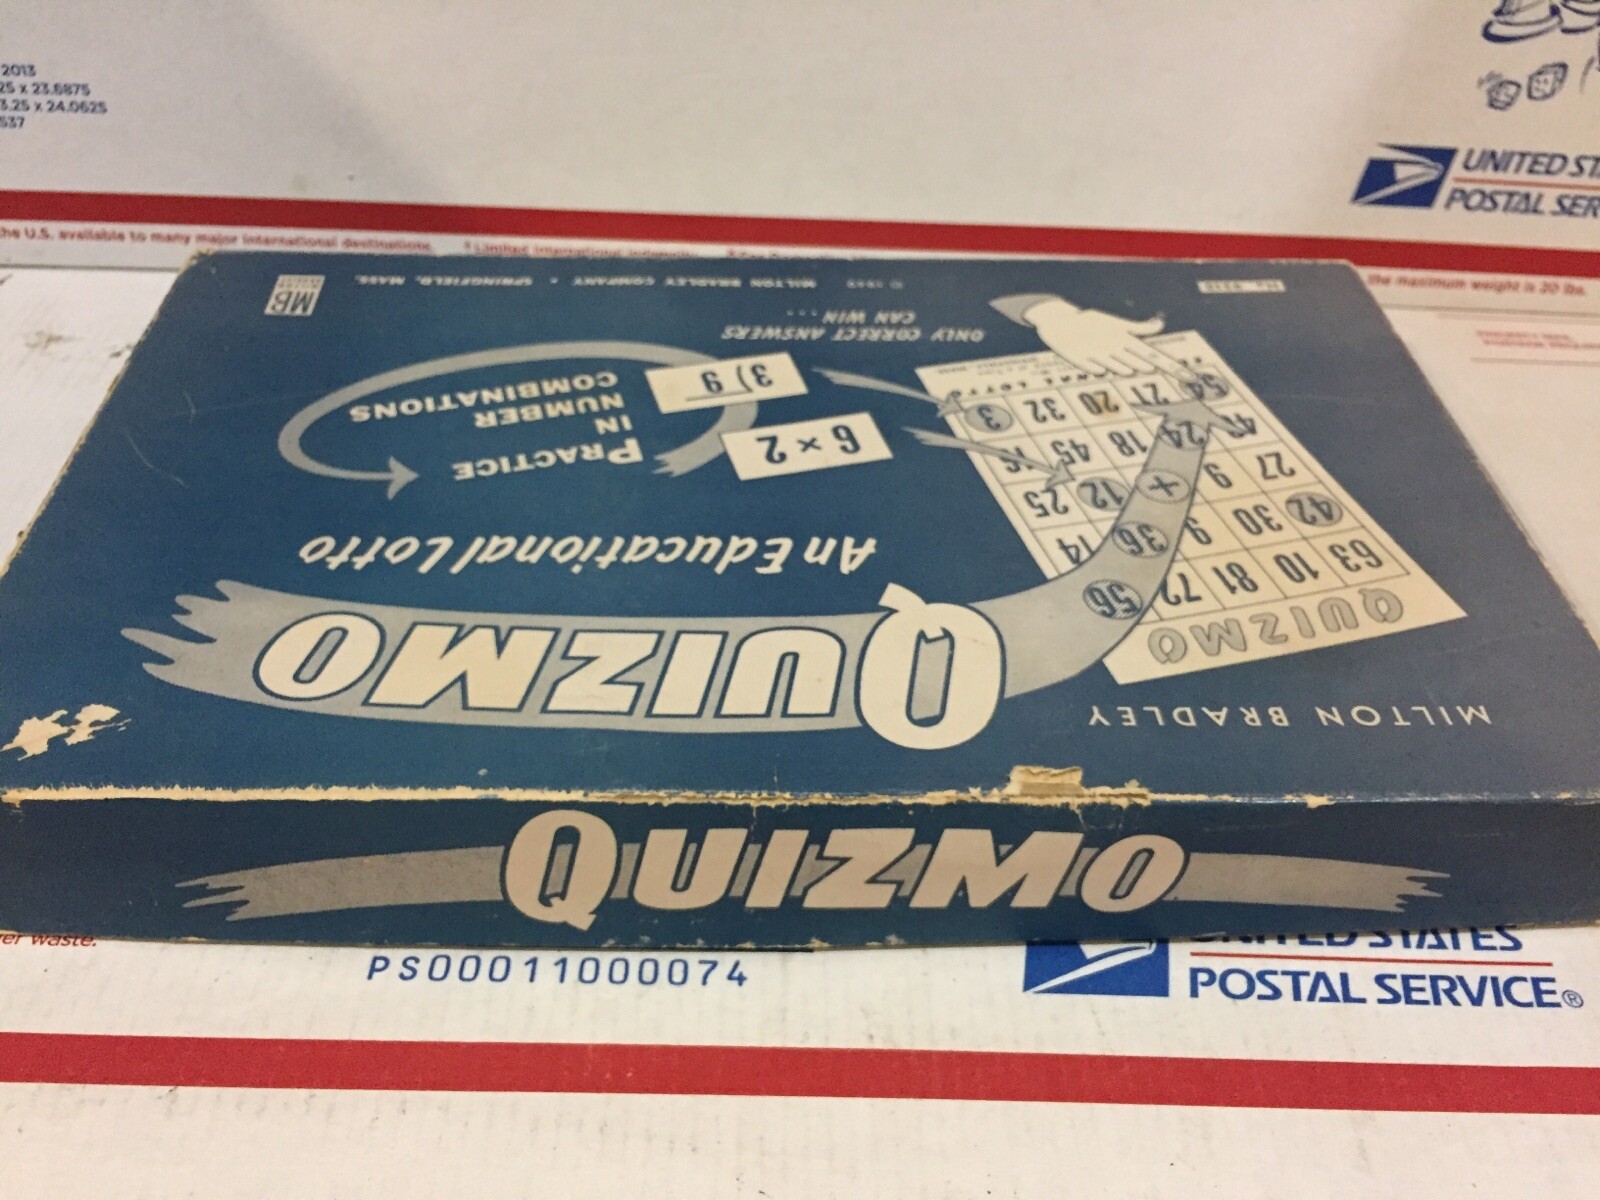 2013
25 x 23.6875
3.25 x 24.0625
537
UNITED STA
POSTAL SER
the U.S. available to many major international destinations.
the maximum weight is 20 lbs.
MILTON BRADLEY
QUIZMO
An Educational Lotto
PRACTICE
IN
NUMBER
COMBINATIONS
6 × 2
3) 9
ONLY CORRECT ANSWERS
CAN WIN ...
MILTON BRADLEY COMPANY • SPRINGFIELD, MASS.
MB
QUIZMO
63 10 81 72 56
42 30 9 36 14
27 9 + 12 25
24 18 45 16
54 21 20 32 3
QUIZMO
er waste.
PS00011000074
UNITED STATES
POSTAL SERVICE®